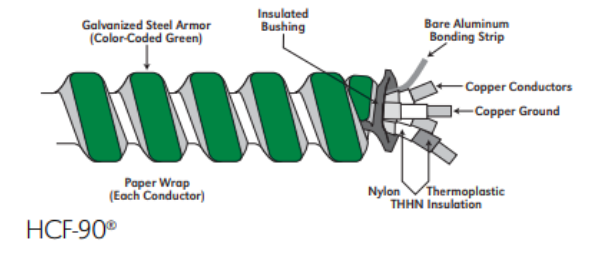 Insulated
Bushing
Galvanized Steel Armor
(Color-Coded Green)
Bare Aluminum
Bonding Strip
Copper Conductors
Copper Ground
Paper Wrap
(Each Conductor)
Nylon Thermoplastic
THHN Insulation
HCF-90®